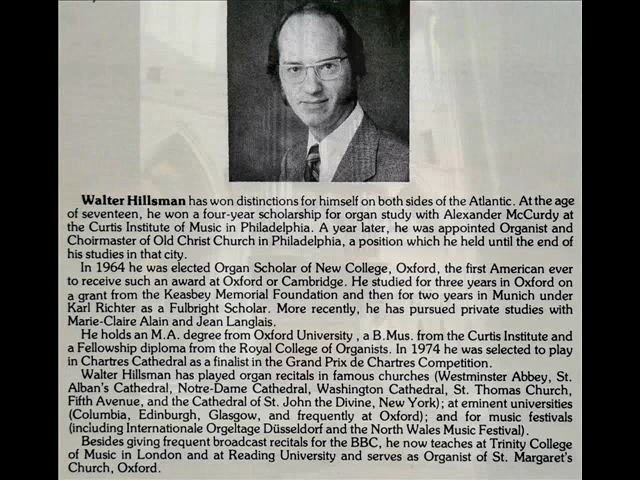 Walter Hillsman has won distinctions for himself on both sides of the Atlantic. At the age
of seventeen, he won a four-year scholarship for organ study with Alexander McCurdy at
the Curtis Institute of Music in Philadelphia. A year later, he was appointed Organist and
Choirmaster of Old Christ Church in Philadelphia, a position which he held until the end of
his studies in that city.
In 1964 he was elected Organ Scholar of New College, Oxford, the first American ever
to receive such an award at Oxford or Cambridge. He studied for three years in Oxford on
a grant from the Keasbey Memorial Foundation and then for two years in Munich under
Karl Richter as a Fulbright Scholar. More recently, he has pursued private studies with
Marie-Claire Alain and Jean Langlais.
He holds an M.A. degree from Oxford University , a B.Mus. from the Curtis Institute and
a Fellowship diploma from the Royal College of Organists. In 1974 he was selected to play
in Chartres Cathedral as a finalist in the Grand Prix de Chartres Competition.
Walter Hillsman has played organ recitals in famous churches (Westminster Abbey, St.
Alban's Cathedral, Notre-Dame Cathedral, Washington Cathedral, St. Thomas Church,
Fifth Avenue, and the Cathedral of St. John the Divine, New York); at eminent universities
(Columbia, Edinburgh, Glasgow, and frequently at Oxford); and for music festivals
(including Internationale Orgeltage Düsseldorf and the North Wales Music Festival).
Besides giving frequent broadcast recitals for the BBC, he now teaches at Trinity College
of Music in London and at Reading University and serves as Organist of St. Margaret's
Church, Oxford.